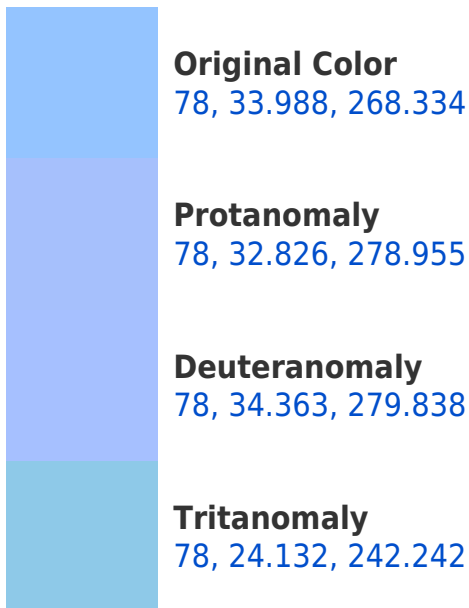 Original Color
78, 33.988, 268.334
Protanomaly
78, 32.826, 278.955
Deuteranomaly
78, 34.363, 279.838
Tritanomaly
78, 24.132, 242.242